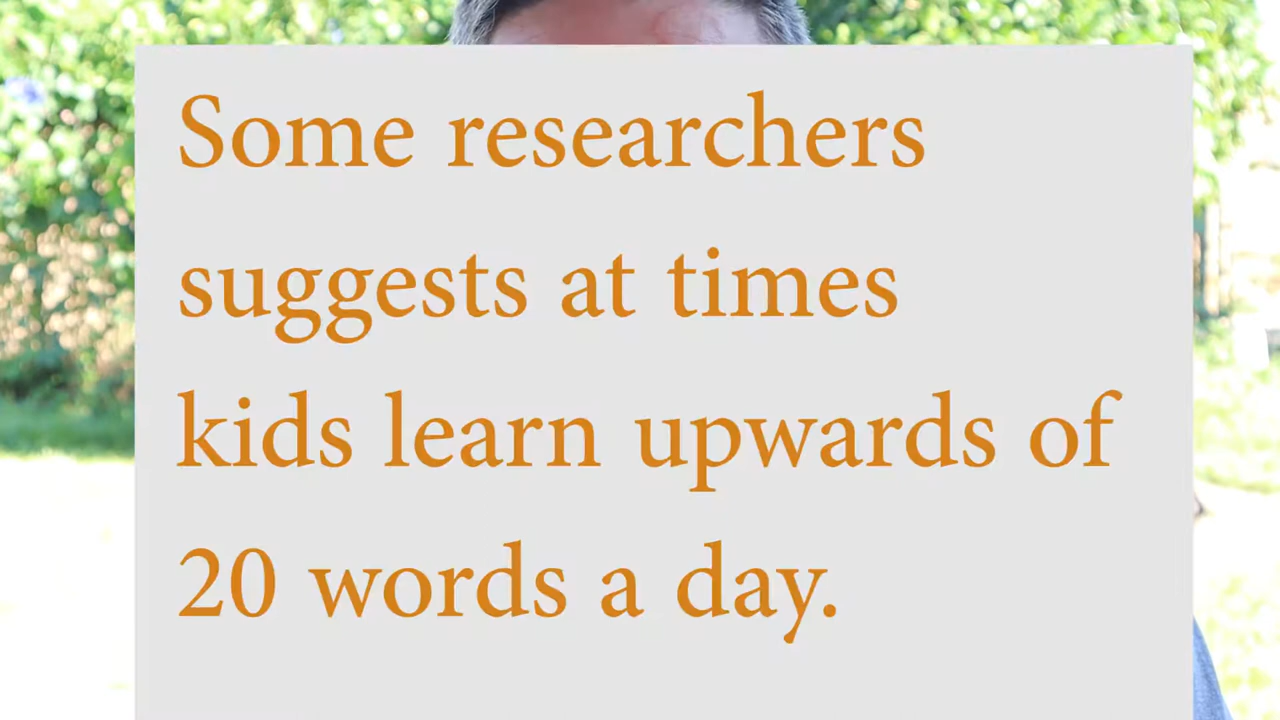 Some researchers
suggests at times
kids learn upwards of
20 words a day.